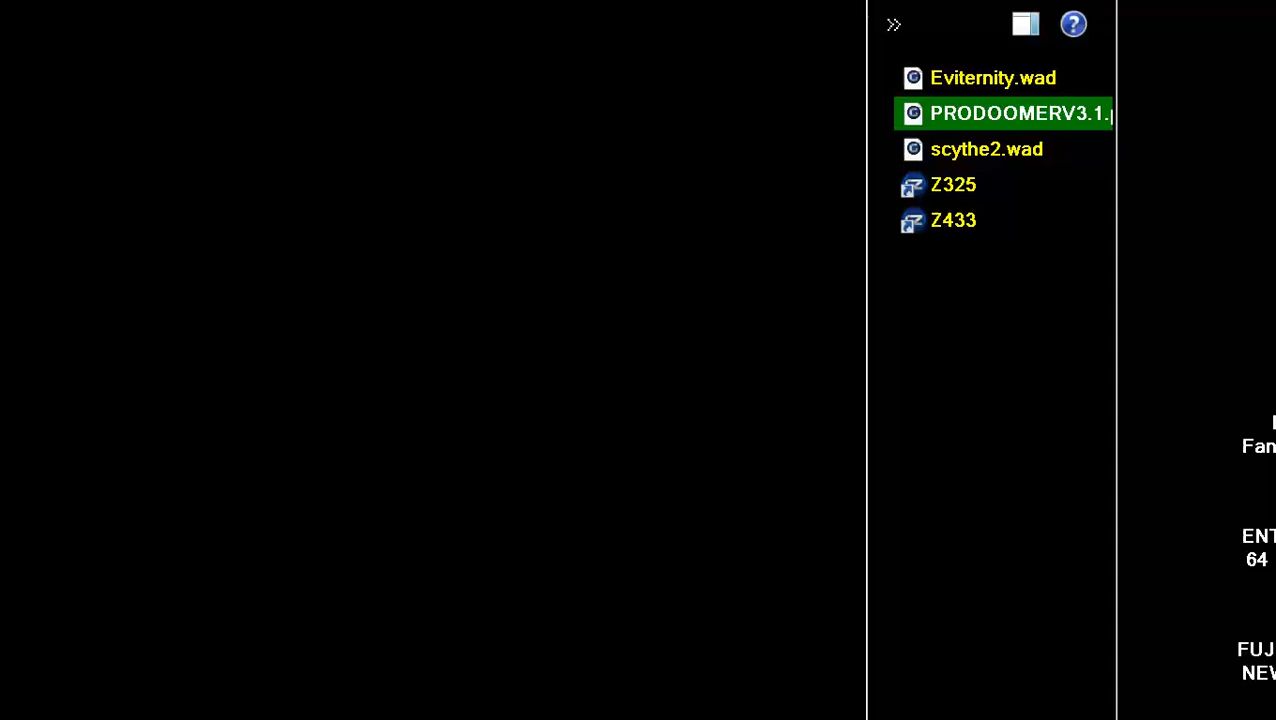 Eviternity.wad
PRODOOMERV3.1.
scythe2.wad
Z325
Z433
Fan
ENT
64
FUJ
NEV